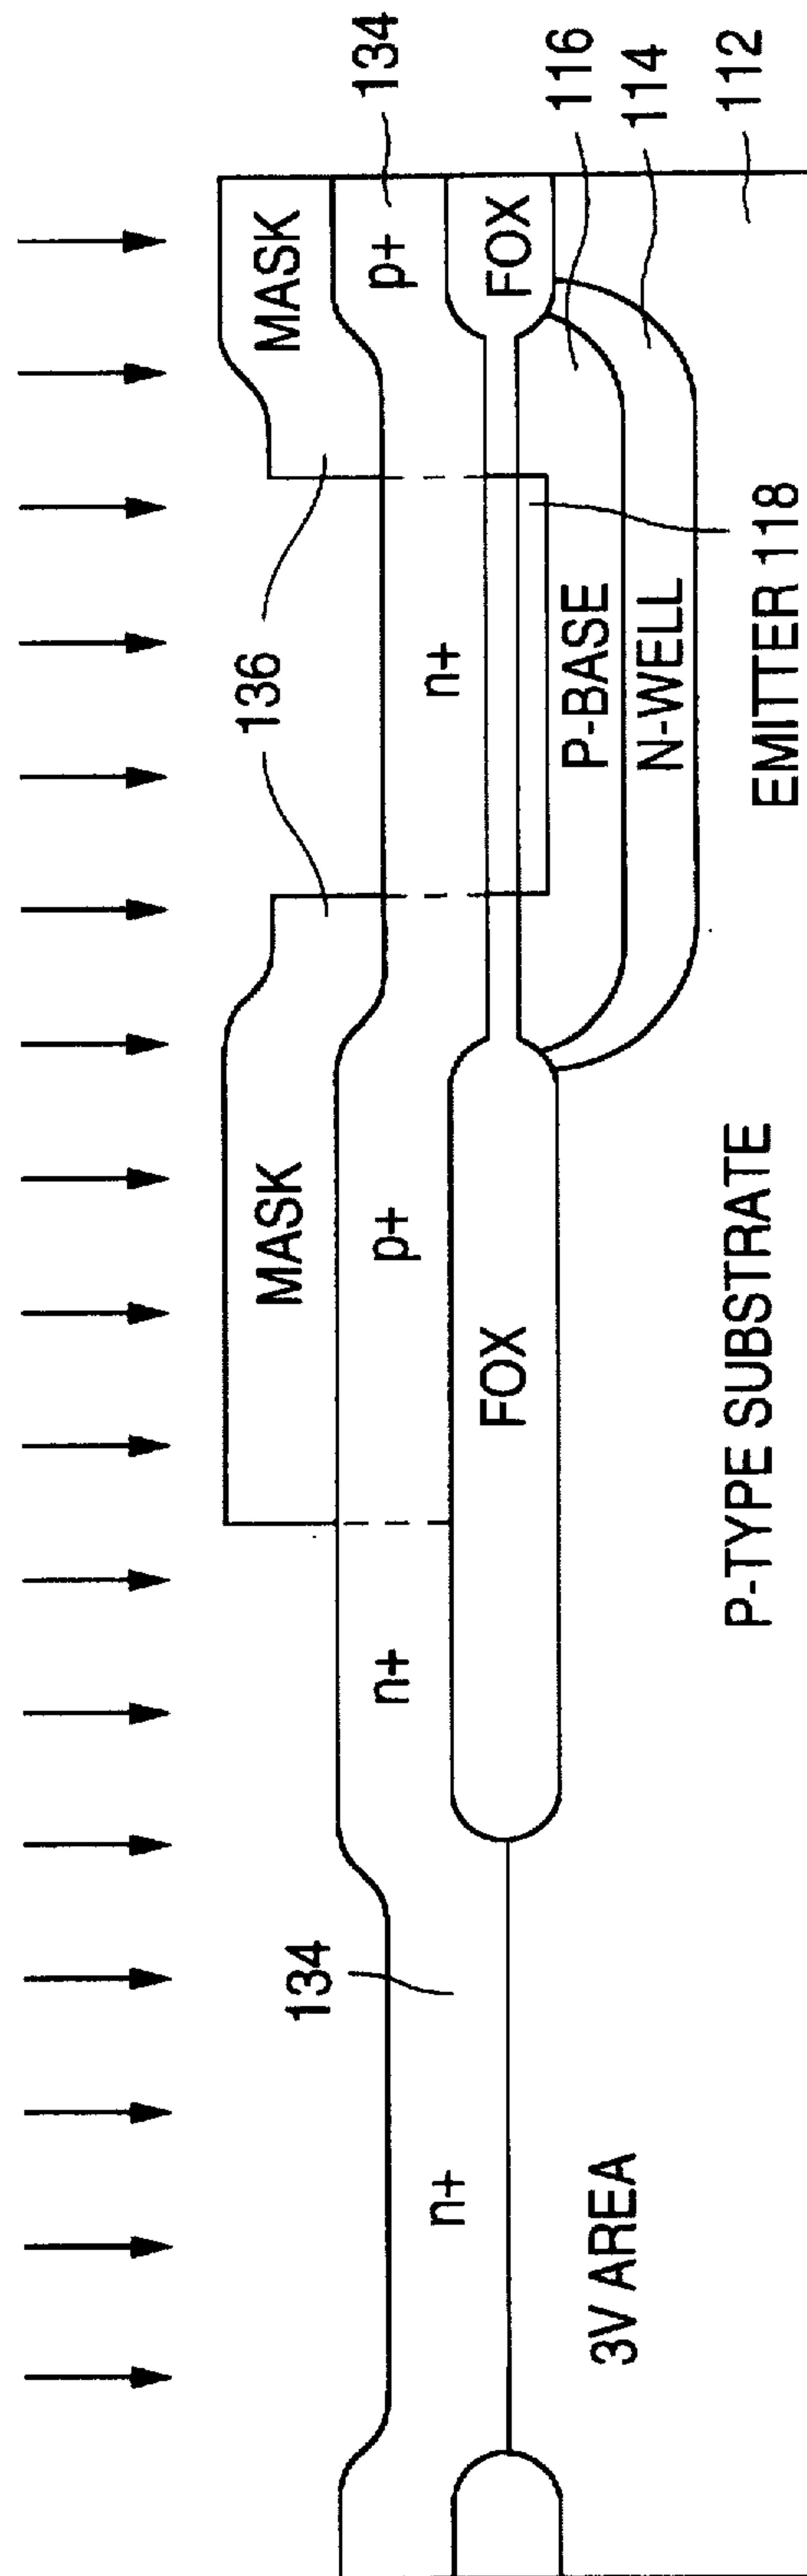 134
116
114
112
MASK
p+
FOX
136
n+
P-BASE
N-WELL
EMITTER 118
MASK
p+
FOX
P-TYPE SUBSTRATE
n+
134
n+
3V AREA